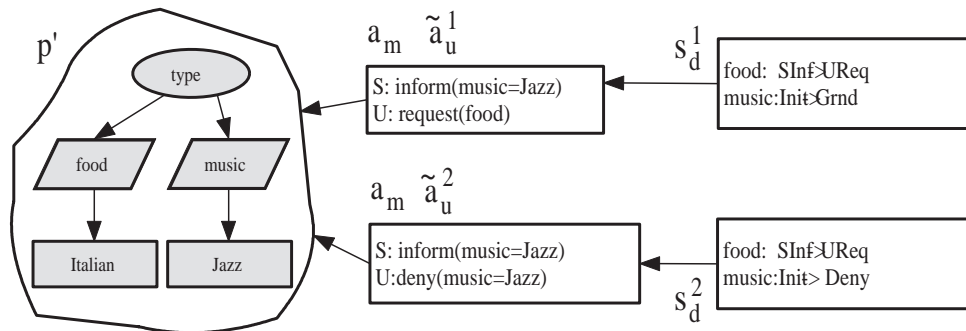 p'
type
food music
Italian Jazz
a_m ã_u^1
S: inform(music=Jazz)
U: request(food)
s_d^1
food: SInf->UReq
music:Init->Grnd
a_m ã_u^2
S: inform(music=Jazz)
U:deny(music=Jazz)
food: SInf->UReq
music:Init-> Deny
s_d^2